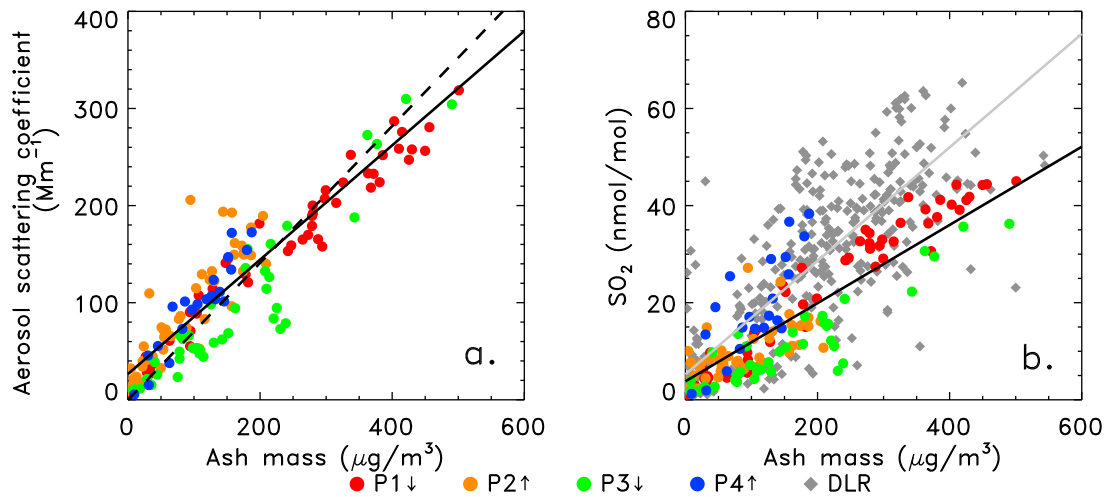 Aerosol scattering coefficient
(Mm⁻¹)
400
300
200
100
0
0 200 400 600
Ash mass (μg/m³)
a.
SO₂ (nmol/mol)
80
60
40
20
0
0 200 400 600
Ash mass (μg/m³)
b.
P1↓ P2↑ P3↓ P4↑ DLR